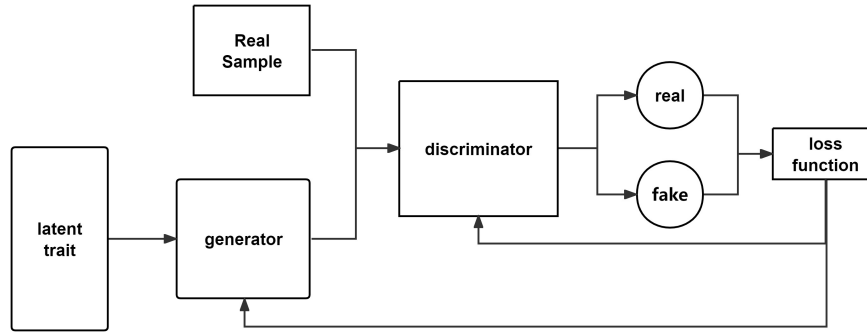 Real
Sample
real
discriminator
loss
function
fake
latent
trait
generator